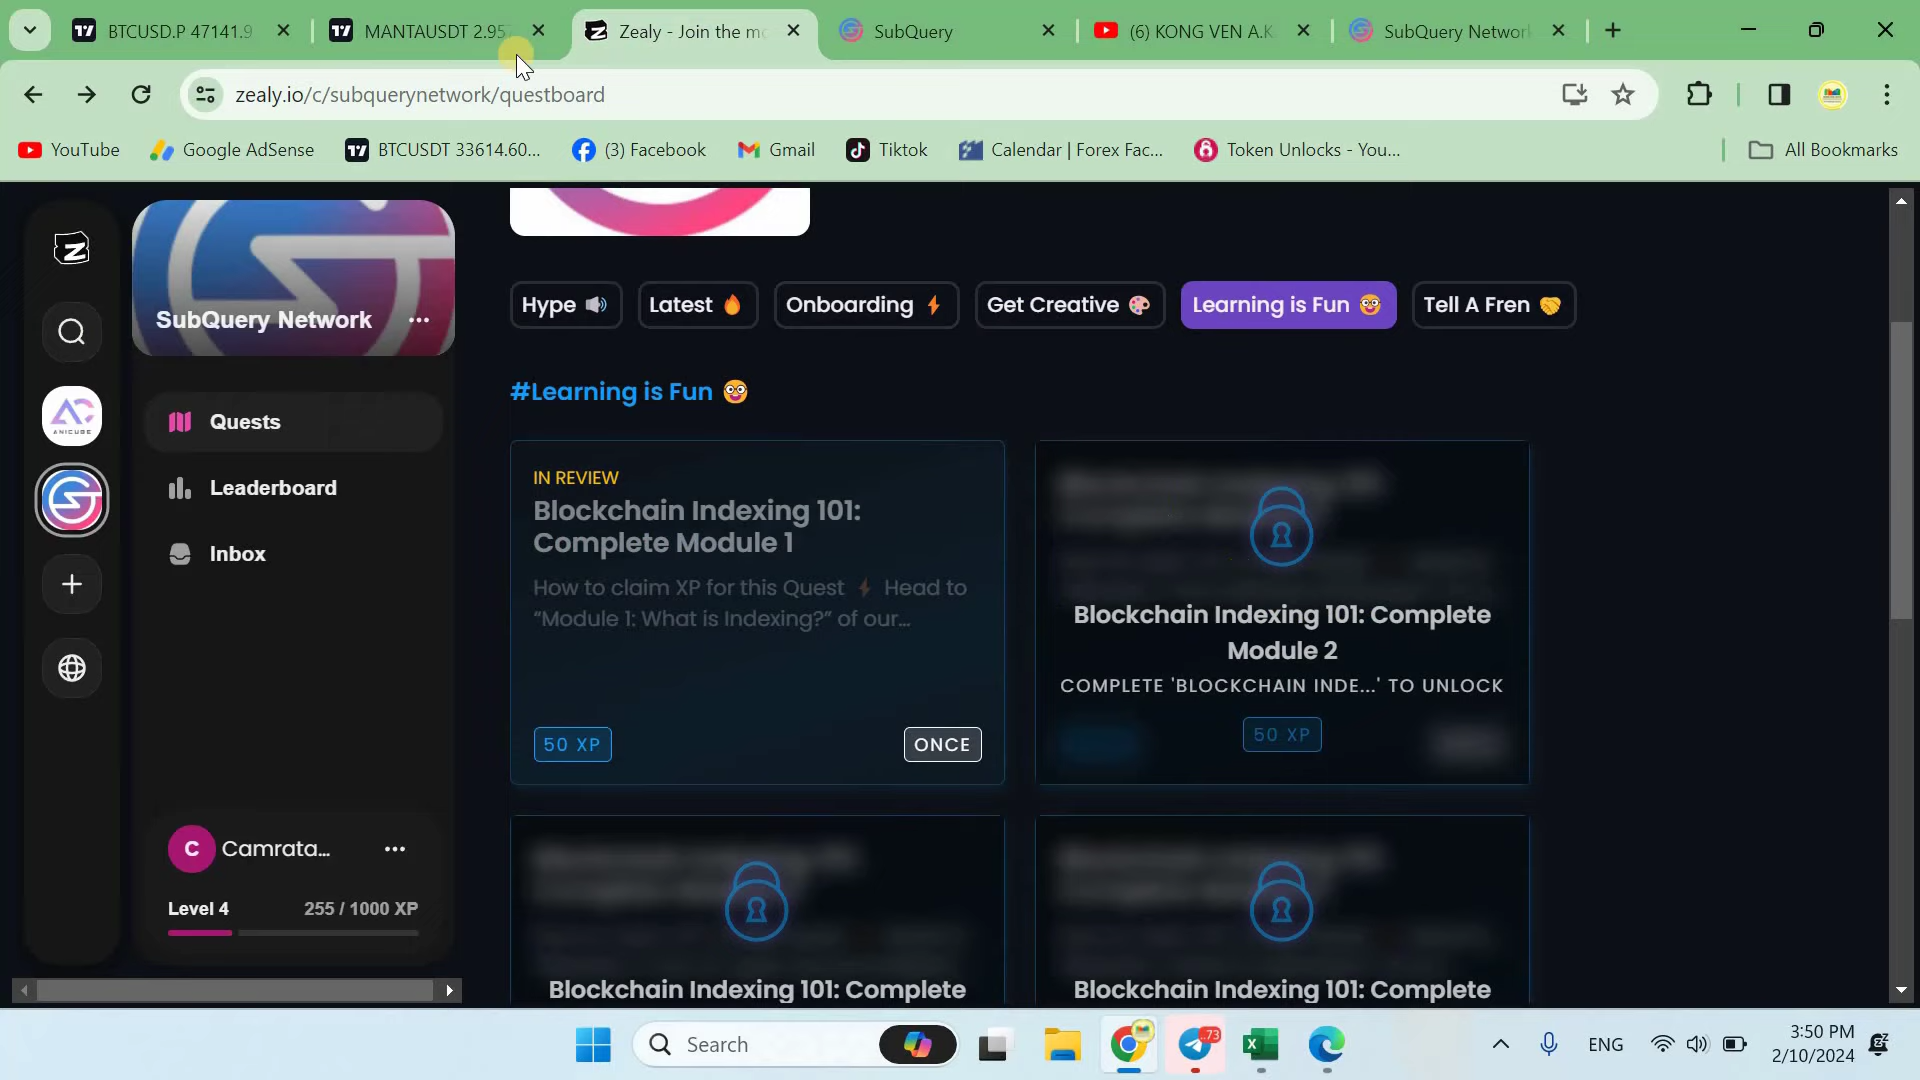 BTCUSD.P 47141.9
MANTAUSDT 2.957
Zealy - Join the mo
SubQuery
(6) KONG VEN A.K
SubQuery Network
zealy.io/c/subquerynetwork/questboard
YouTube
Google AdSense
BTCUSDT 33614.60...
(3) Facebook
Gmail
Tiktok
Calendar | Forex Fac...
Token Unlocks - You...
All Bookmarks
SubQuery Network
Quests
Leaderboard
Inbox
ANICUBE
C
Camrata...
Level 4
255 / 1000 XP
Hype
Latest
Onboarding
Get Creative
Learning is Fun
Tell A Fren
#Learning is Fun
IN REVIEW
Blockchain Indexing 101:
Complete Module 1
How to claim XP for this Quest ⚡ Head to
“Module 1: What is Indexing?” of our...
50 XP
ONCE
Blockchain Indexing 101: Complete
Module 2
COMPLETE 'BLOCKCHAIN INDE...' TO UNLOCK
50 XP
Blockchain Indexing 101: Complete
Blockchain Indexing 101: Complete
Search
73
ENG
3:50 PM
2/10/2024